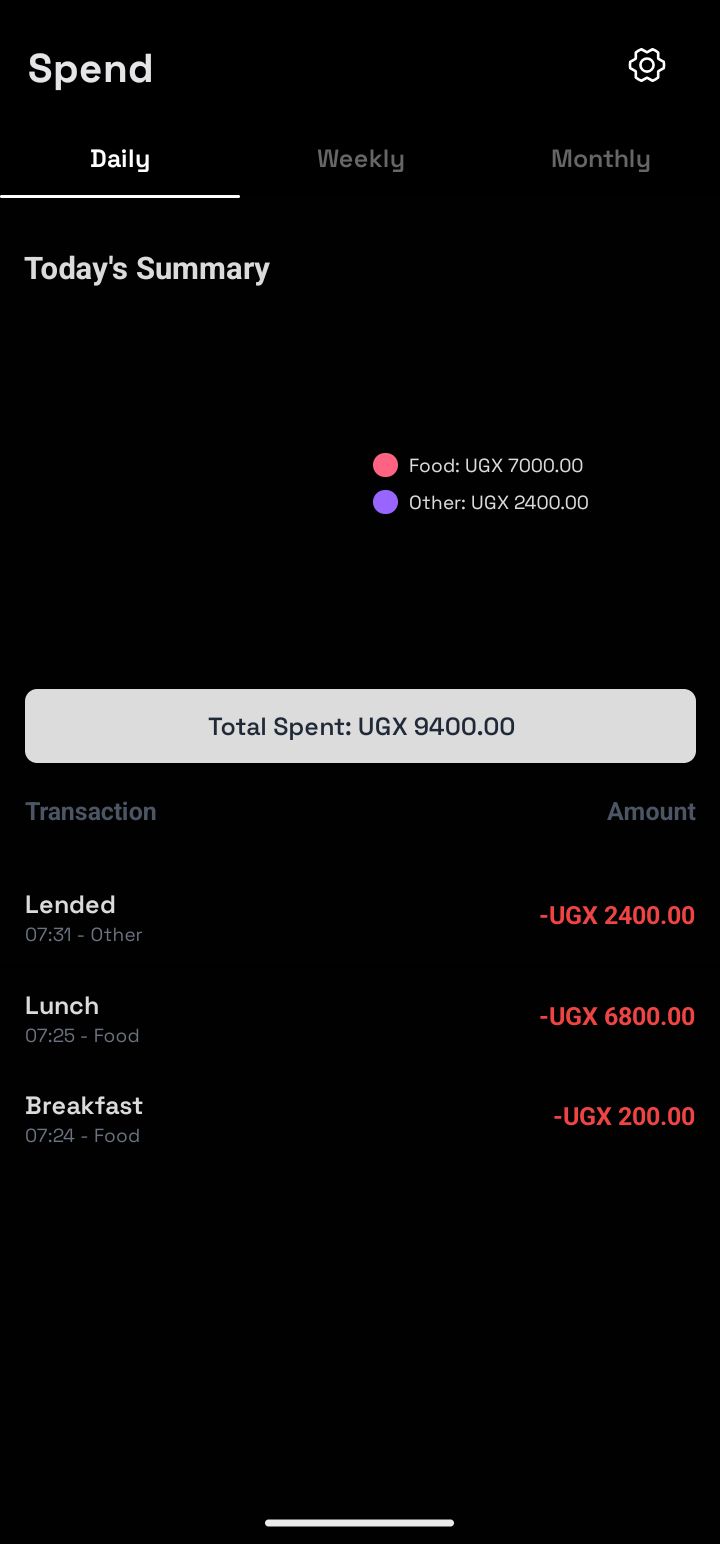 Spend
Daily Weekly Monthly
Today's Summary
Food: UGX 7000.00
Other: UGX 2400.00
Total Spent: UGX 9400.00
Transaction Amount
Lended
07:31 - Other
-UGX 2400.00
Lunch
07:25 - Food
-UGX 6800.00
Breakfast
07:24 - Food
-UGX 200.00